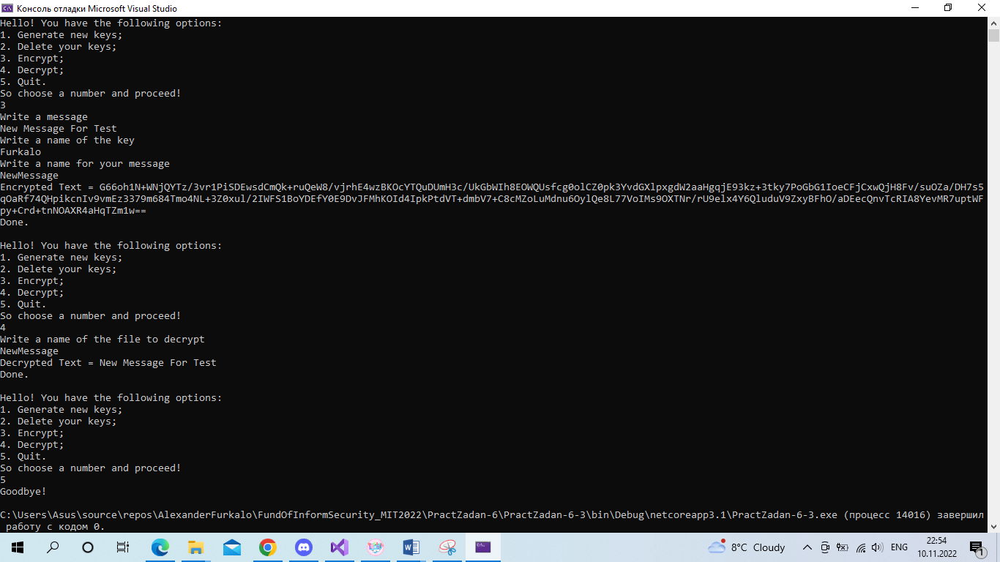 Консоль отладки Microsoft Visual Studio
Hello! You have the following options:
1. Generate new keys;
2. Delete your keys;
3. Encrypt;
4. Decrypt;
5. Quit.
So choose a number and proceed!
3
Write a message
New Message For Test
Write a name of the key
Furkalo
Write a name for your message
NewMessage
Encrypted Text = G66oh1N+WNjQYTz/3vr1PiSDEwsdCmQk+ruQeW8/vjrhE4wzBKOcYTQuDUmH3c/UkGbWIh8EOWQUsfcg0olCZ0pk3YvdGXlpxgdW2aaHgqjE93kz+3tky7PoGbG1IoeCFjCxwQjH8Fv/suOZa/DH7s5
qOaRf74QHpikcnIv9vmEz3379m684Tmo4NL+3Z0xul/2IWFS1BoYDEfY0E9DvJFMhKOId4IpkPtdVT+dmbV7+C8cMZoLuMdnu6OylQe8L77VoIMs9OXTNr/rU9elx4Y6QluduV9ZxyBFhO/aDEecQnvTcRIA8YevMR7uptWF
py+Crd+tnNOAXR4aHqTZm1w==
Done.
Hello! You have the following options:
1. Generate new keys;
2. Delete your keys;
3. Encrypt;
4. Decrypt;
5. Quit.
So choose a number and proceed!
4
Write a name of the file to decrypt
NewMessage
Decrypted Text = New Message For Test
Done.
Hello! You have the following options:
1. Generate new keys;
2. Delete your keys;
3. Encrypt;
4. Decrypt;
5. Quit.
So choose a number and proceed!
5
Goodbye!
C:\Users\Asus\source\repos\AlexanderFurkalo\FundOfInformSecurity_MIT2022\PractZadan-6\PractZadan-6-3\bin\Debug\netcoreapp3.1\PractZadan-6-3.exe (процесс 14016) завершил
работу с кодом 0.
8°C Cloudy
ENG
22:54
10.11.2022
1